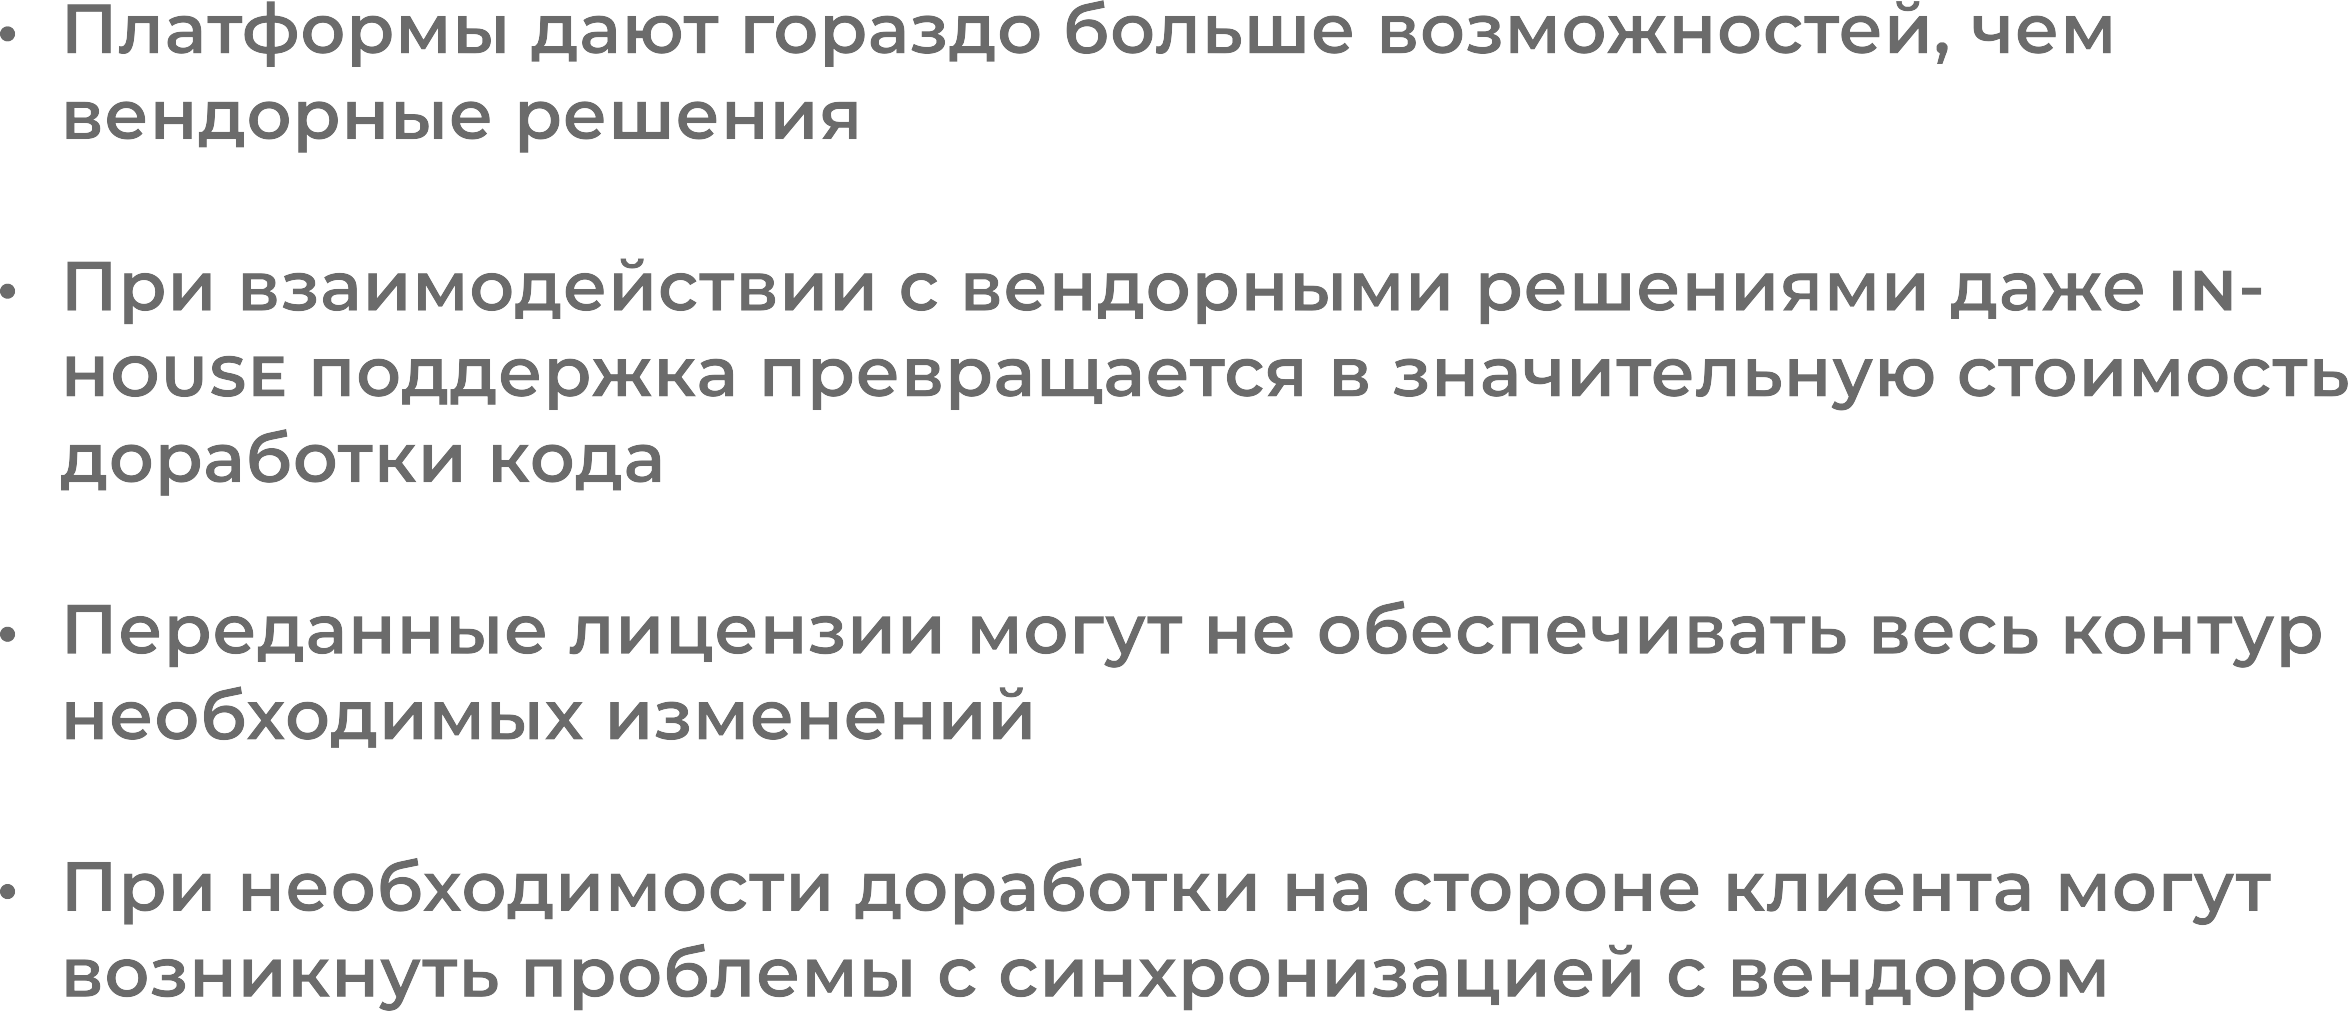 • Платформы дают гораздо больше возможностей, чем
вендорные решения
• При взаимодействии с вендорными решениями даже IN-
HOUSE поддержка превращается в значительную стоимость
доработки кода
• Переданные лицензии могут не обеспечивать весь контур
необходимых изменений
• При необходимости доработки на стороне клиента могут
возникнуть проблемы с синхронизацией с вендором